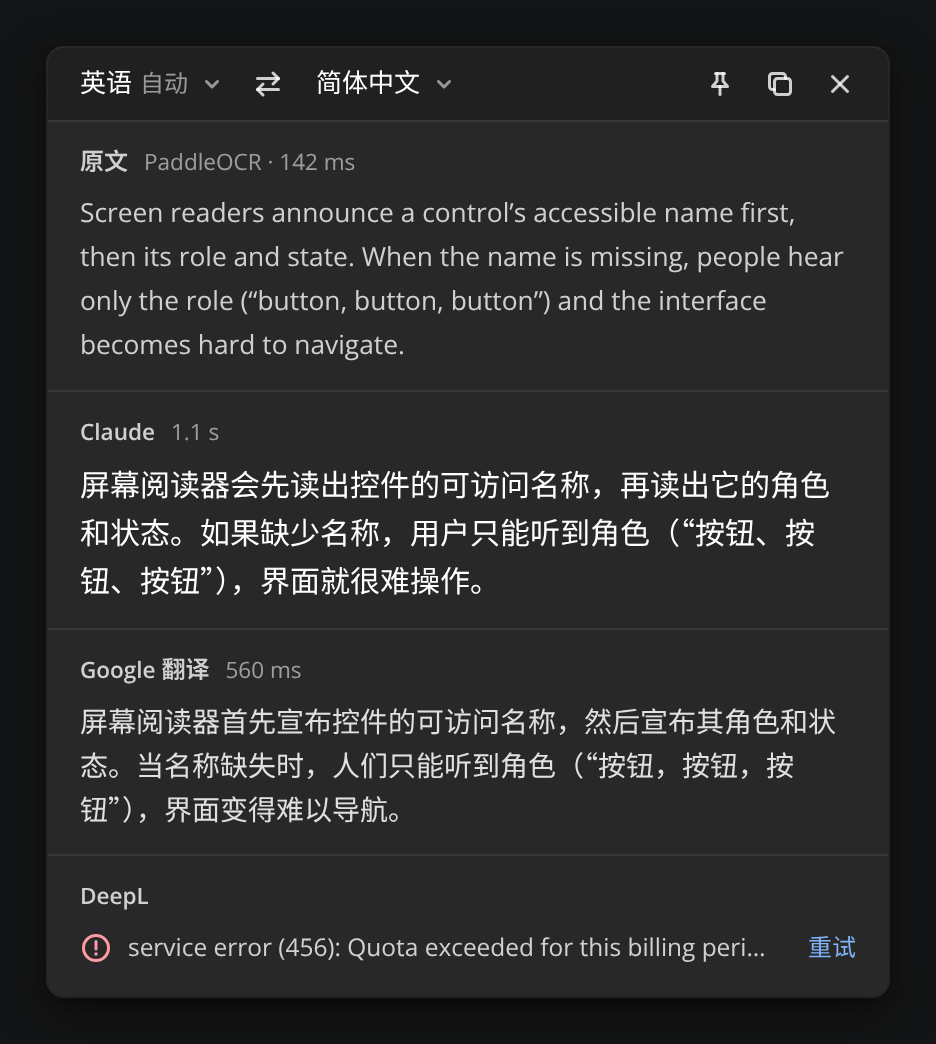 英语 自动 简体中文
原文 PaddleOCR · 142 ms
Screen readers announce a control’s accessible name first,
then its role and state. When the name is missing, people hear
only the role (“button, button, button”) and the interface
becomes hard to navigate.
Claude 1.1 s
屏幕阅读器会先读出控件的可访问名称，再读出它的角色
和状态。如果缺少名称，用户只能听到角色（“按钮、按
钮、按钮”），界面就很难操作。
Google 翻译 560 ms
屏幕阅读器首先宣布控件的可访问名称，然后宣布其角色和状
态。当名称缺失时，人们只能听到角色（“按钮，按钮，按
钮”），界面变得难以导航。
DeepL
service error (456): Quota exceeded for this billing peri... 重试